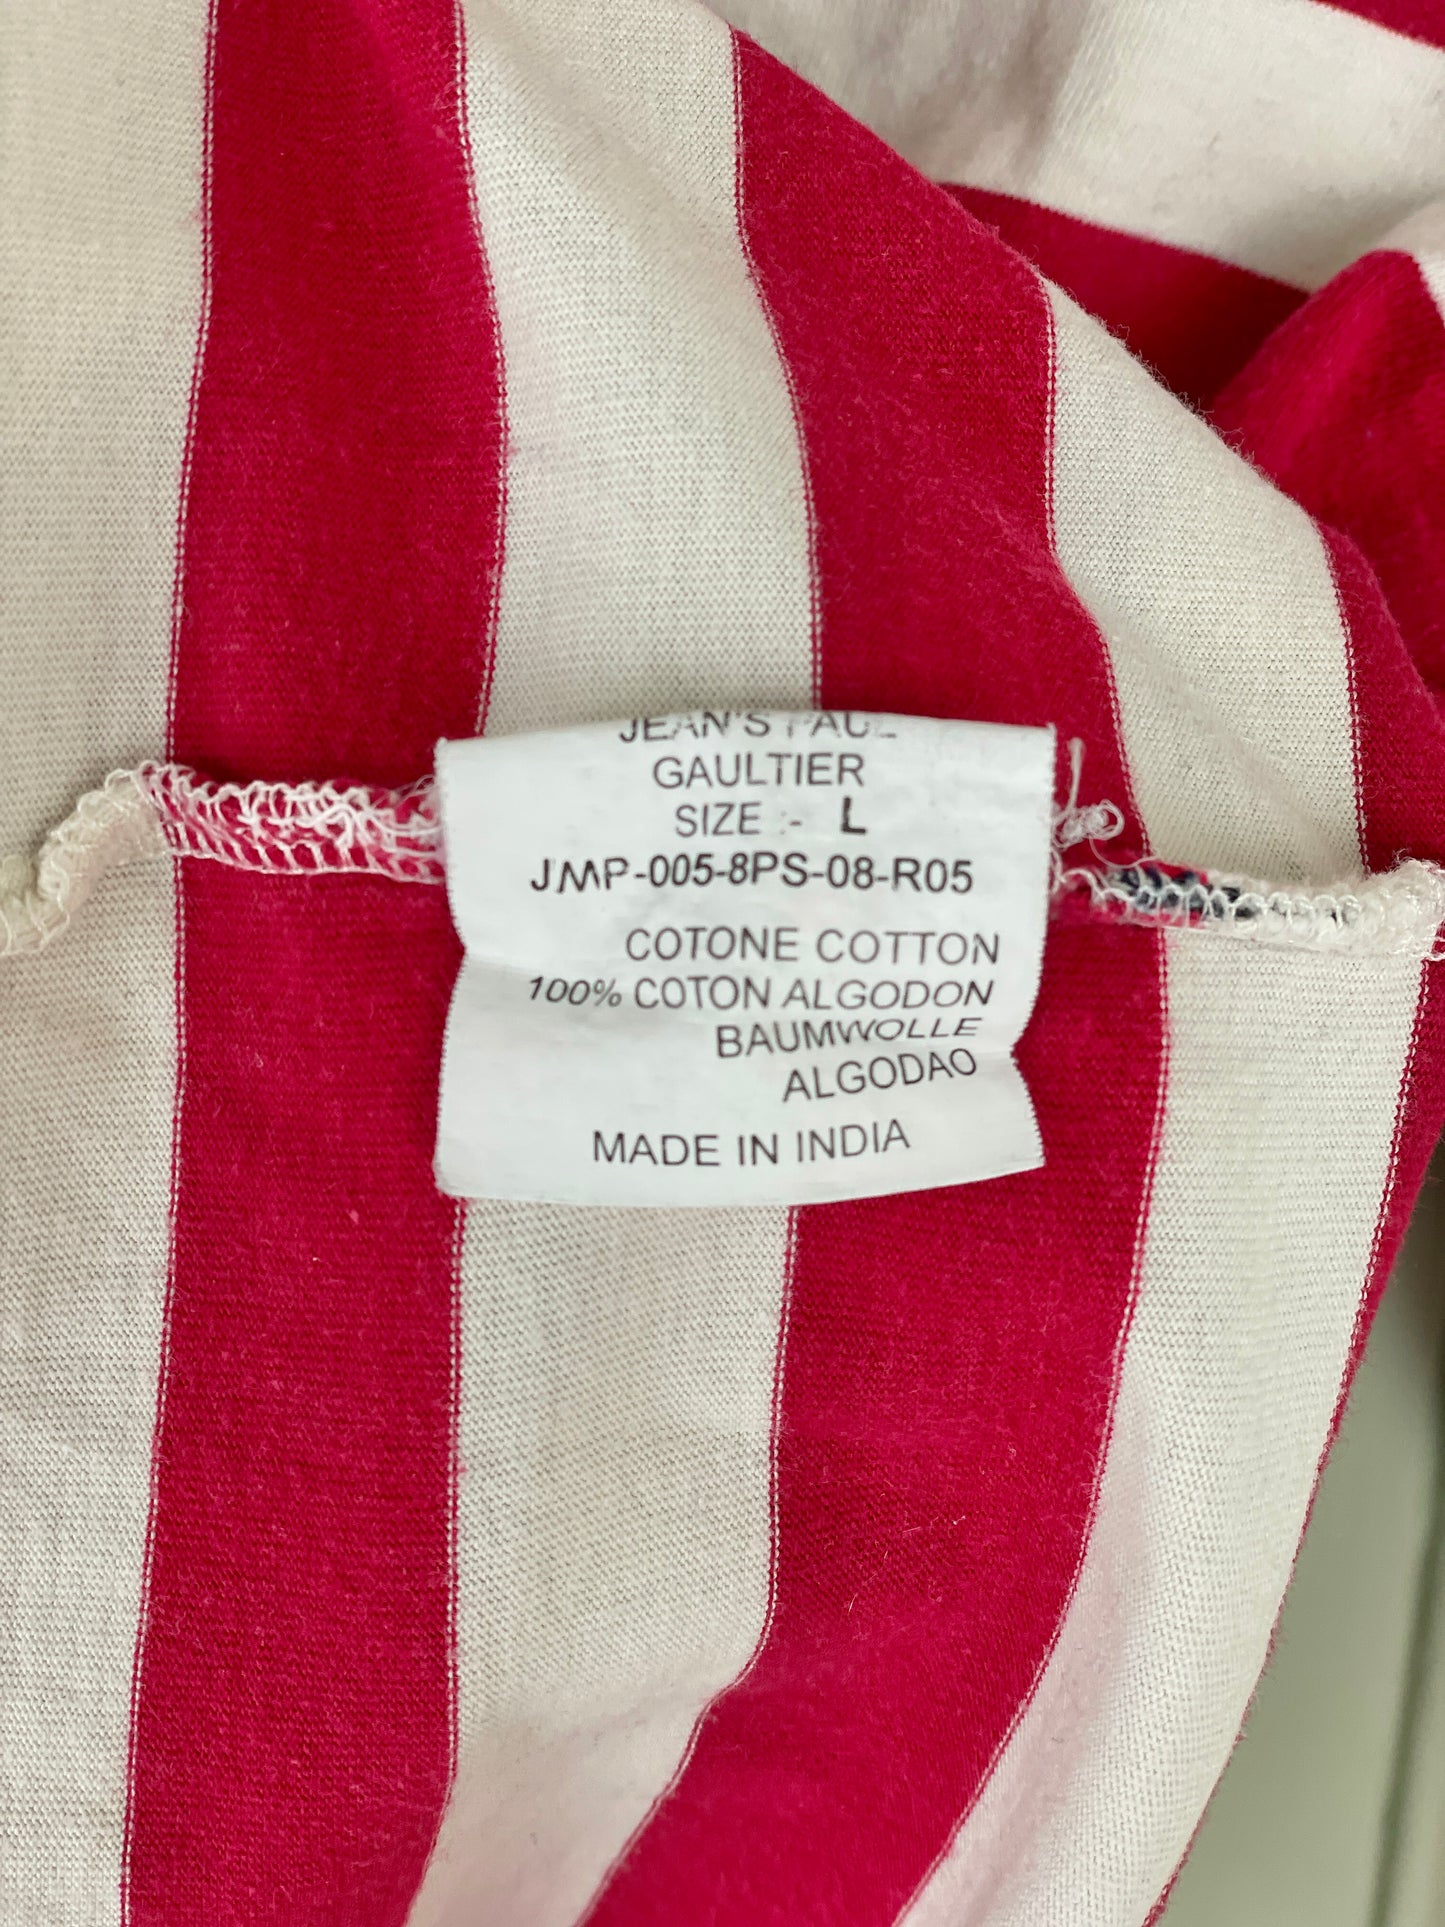 JEAN'S PAUL
GAULTIER
SIZE :- L
JMP-005-8PS-08-R05
COTONE COTTON
100% COTON ALGODON
BAUMWOLLE
ALGODAO
MADE IN INDIA